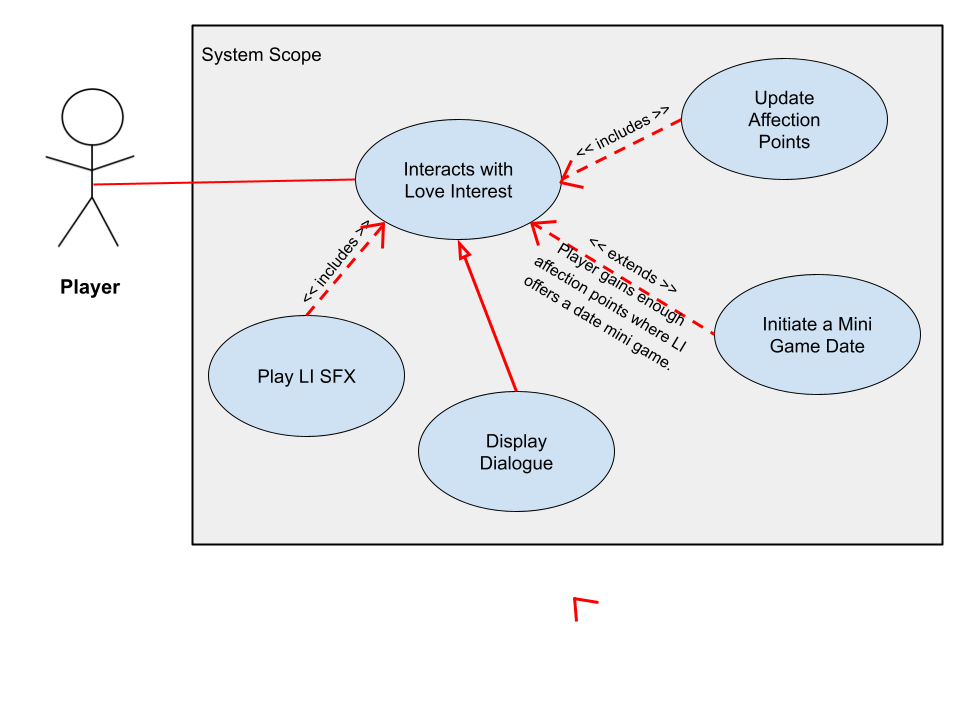 System Scope
Update
Affection
Points
<< includes >>
Interacts with
Love Interest
<< includes >>
<< extends >>
Player gains enough
affection points where LI
offers a date mini game.
Player
Initiate a Mini
Game Date
Play LI SFX
Display
Dialogue